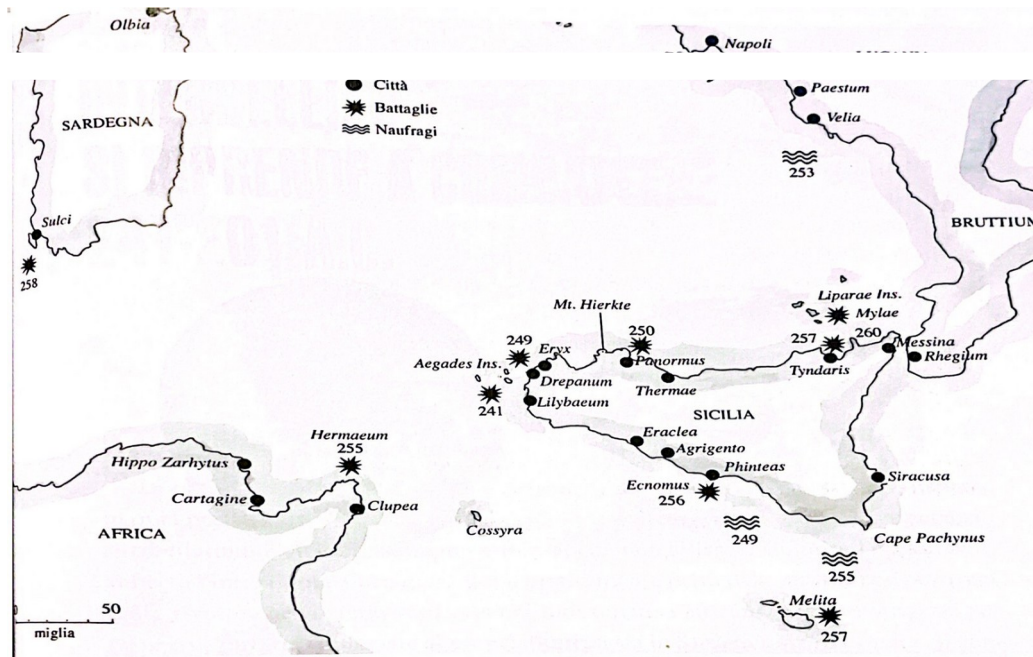 Olbia
Napoli
Città
Battaglie
Naufragi
Paestum
Velia
SARDEGNA
253
Sulci
BRUTTIUM
258
Mt. Hierkte
Liparae Ins.
Mylae
249
Eryx
250
257
260
Messina
Aegades Ins.
Panormus
Rhegium
Drepanum
Tyndaris
Thermae
241
Lilybaeum
SICILIA
Hermaeum
255
Eraclea
Hippo Zarhytus
Agrigento
Phinteas
Siracusa
Ecnomus
256
Cartagine
Clupea
Cossyra
249
AFRICA
Cape Pachynus
255
50
miglia
Melita
257